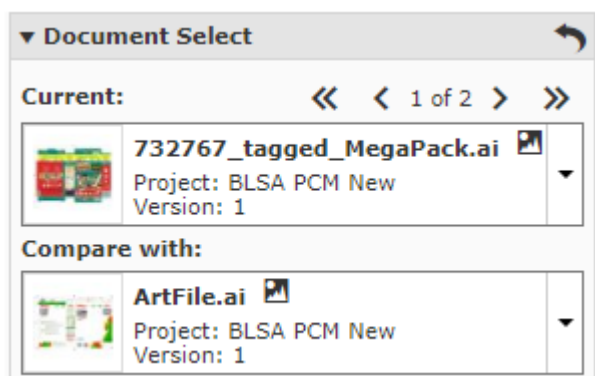 Document Select
Current:
1 of 2
732767_tagged_MegaPack.ai
Project: BLSA PCM New
Version: 1
Compare with:
ArtFile.ai
Project: BLSA PCM New
Version: 1